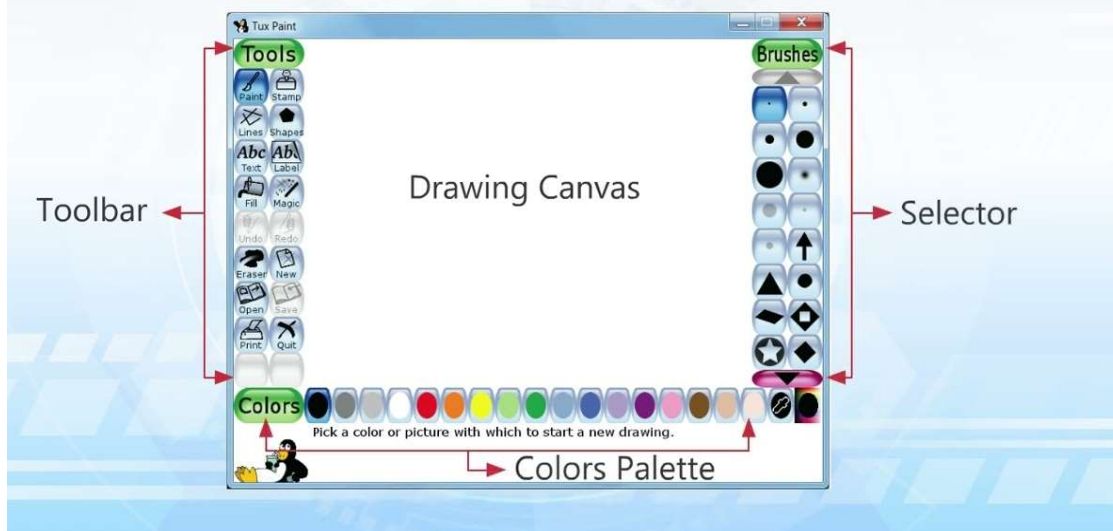 Tux Paint
Tools
Brushes
Paint Stamp
Lines Shapes
Abc Abc
Text Label
Fill Magic
Undo Redo
Eraser New
Open Save
Print Quit
Toolbar
Drawing Canvas
Selector
Colors
Pick a color or picture with which to start a new drawing.
Colors Palette